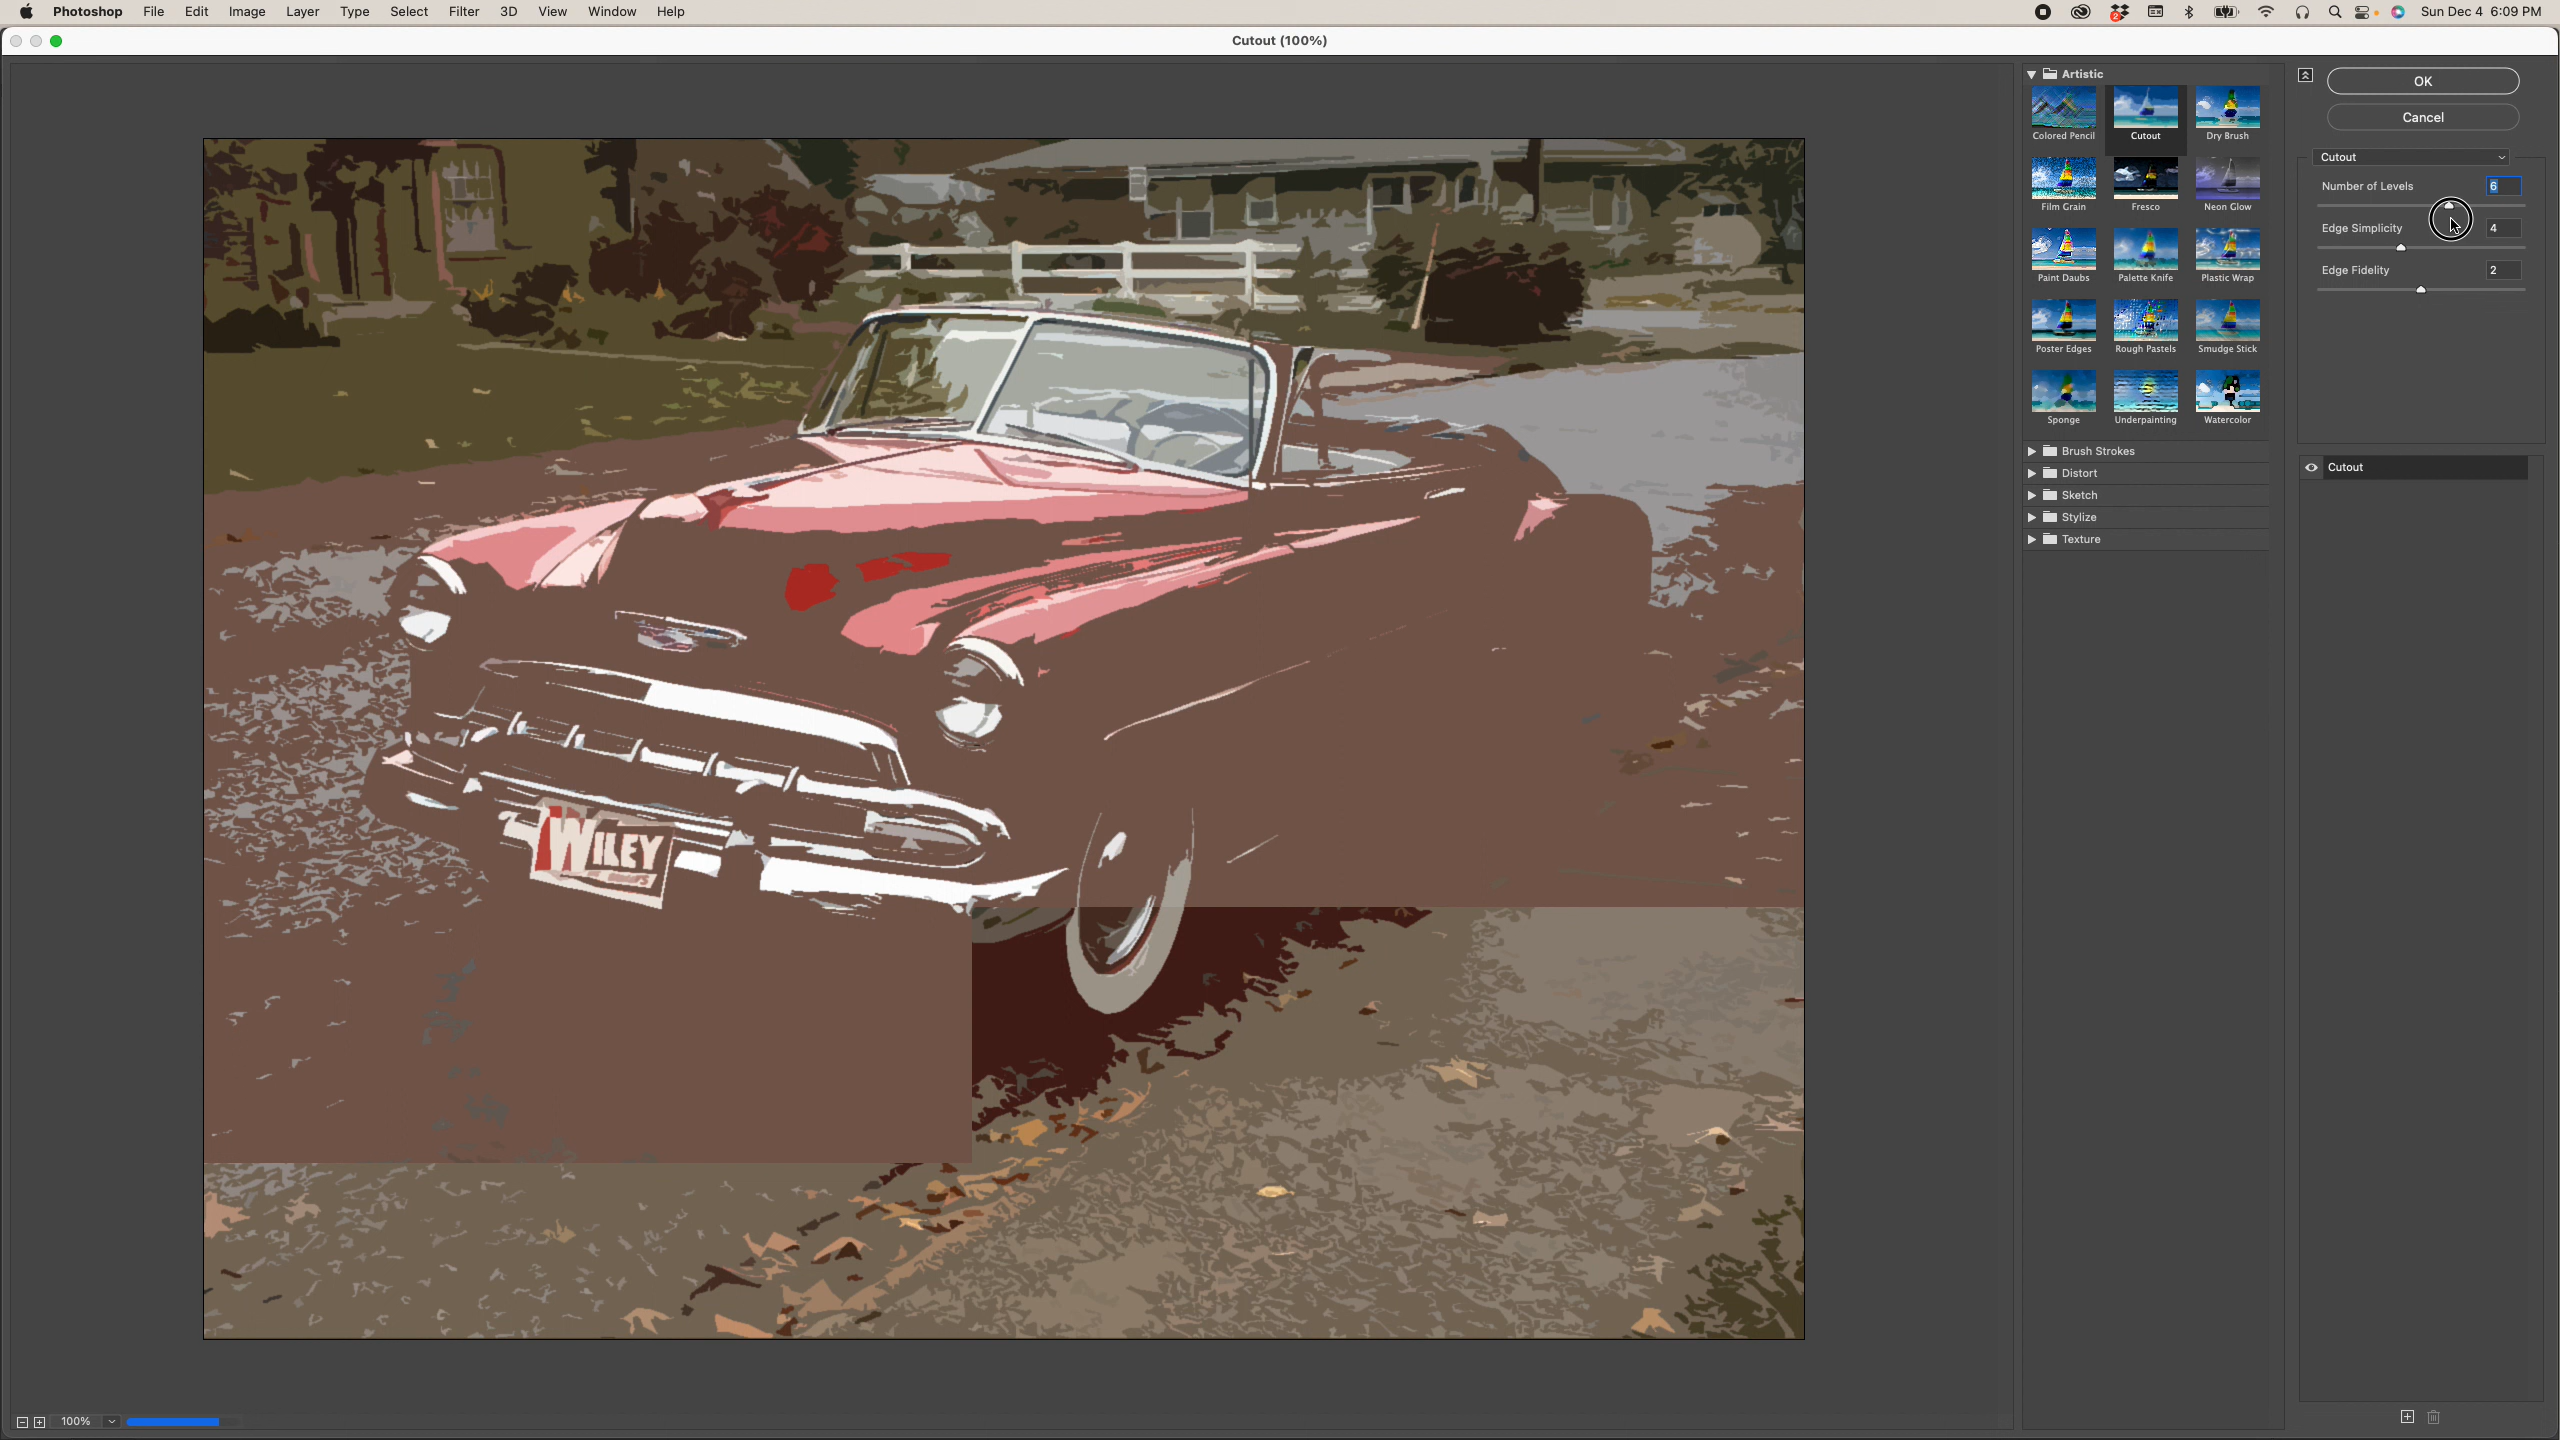 Photoshop File Edit Image Layer Type Select Filter 3D View Window Help
2
Sun Dec 4 6:09 PM
Cutout (100%)
Artistic
OK
Colored Pencil Cutout Dry Brush
Cancel
Cutout
Film Grain Fresco Neon Glow
Number of Levels 6
Edge Simplicity 4
Paint Daubs Palette Knife Plastic Wrap
Edge Fidelity 2
Poster Edges Rough Pastels Smudge Stick
Sponge Underpainting Watercolor
Brush Strokes
Cutout
Distort
Sketch
Stylize
Texture
WILEY
100%